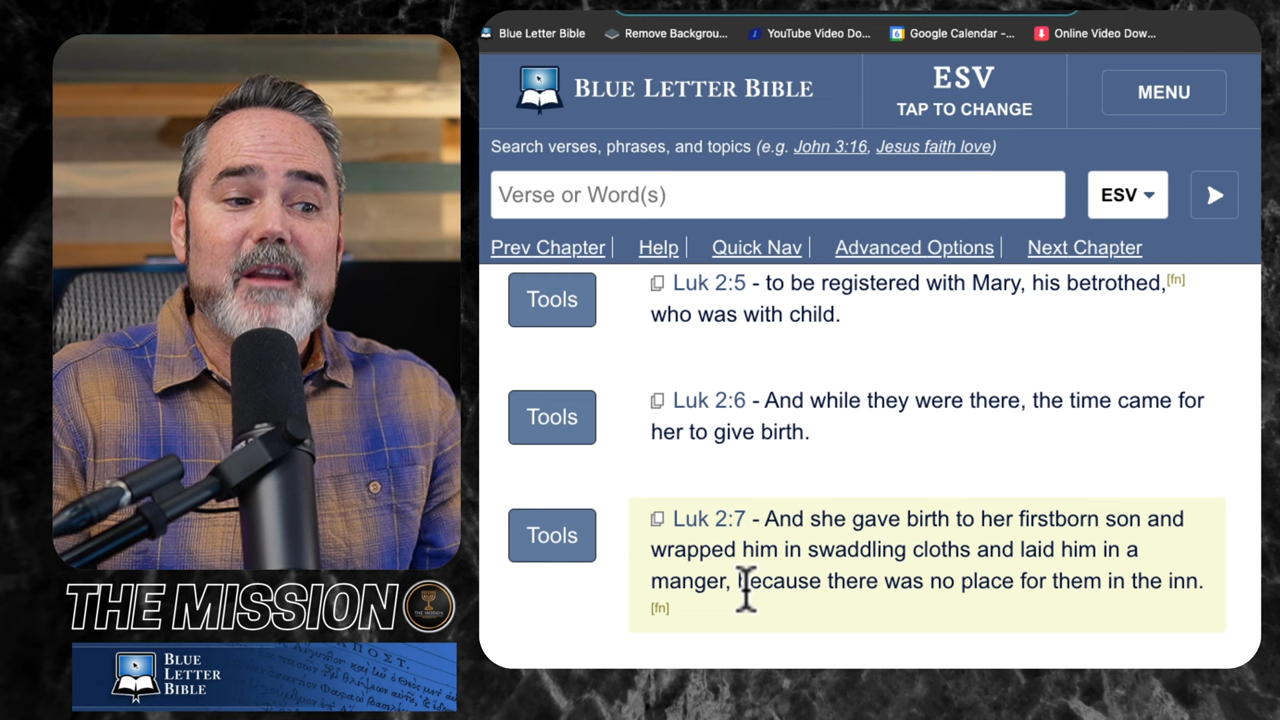 Blue Letter Bible
Remove Backgrou...
YouTube Video Do...
Google Calendar -...
Online Video Dow...
BLUE LETTER BIBLE
ESV
TAP TO CHANGE
MENU
Search verses, phrases, and topics (e.g. John 3:16, Jesus faith love)
Verse or Word(s)
ESV
Prev Chapter
Help
Quick Nav
Advanced Options
Next Chapter
Tools
Luk 2:5 - to be registered with Mary, his betrothed,[fn]
who was with child.
Tools
Luk 2:6 - And while they were there, the time came for
her to give birth.
Tools
Luk 2:7 - And she gave birth to her firstborn son and
wrapped him in swaddling cloths and laid him in a
manger, because there was no place for them in the inn.
[fn]
THE MISSION
BLUE
LETTER
BIBLE